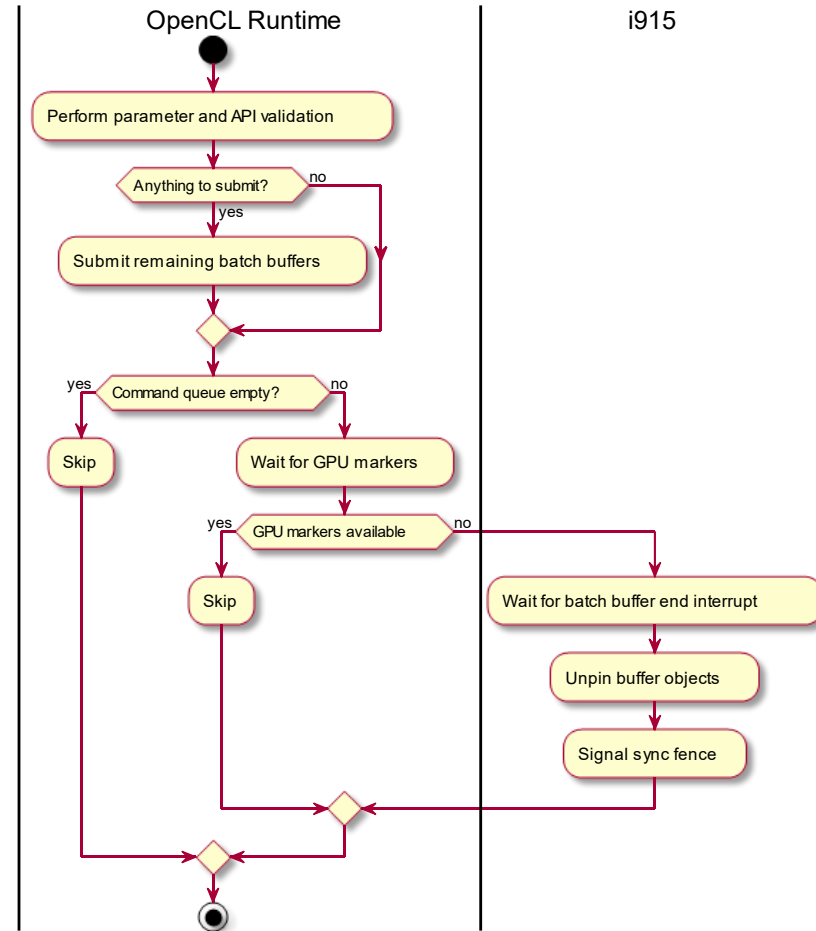 OpenCL Runtime
i915
Perform parameter and API validation
Anything to submit?
no
yes
Submit remaining batch buffers
yes
Command queue empty?
no
Skip
Wait for GPU markers
yes
GPU markers available
no
Skip
Wait for batch buffer end interrupt
Unpin buffer objects
Signal sync fence